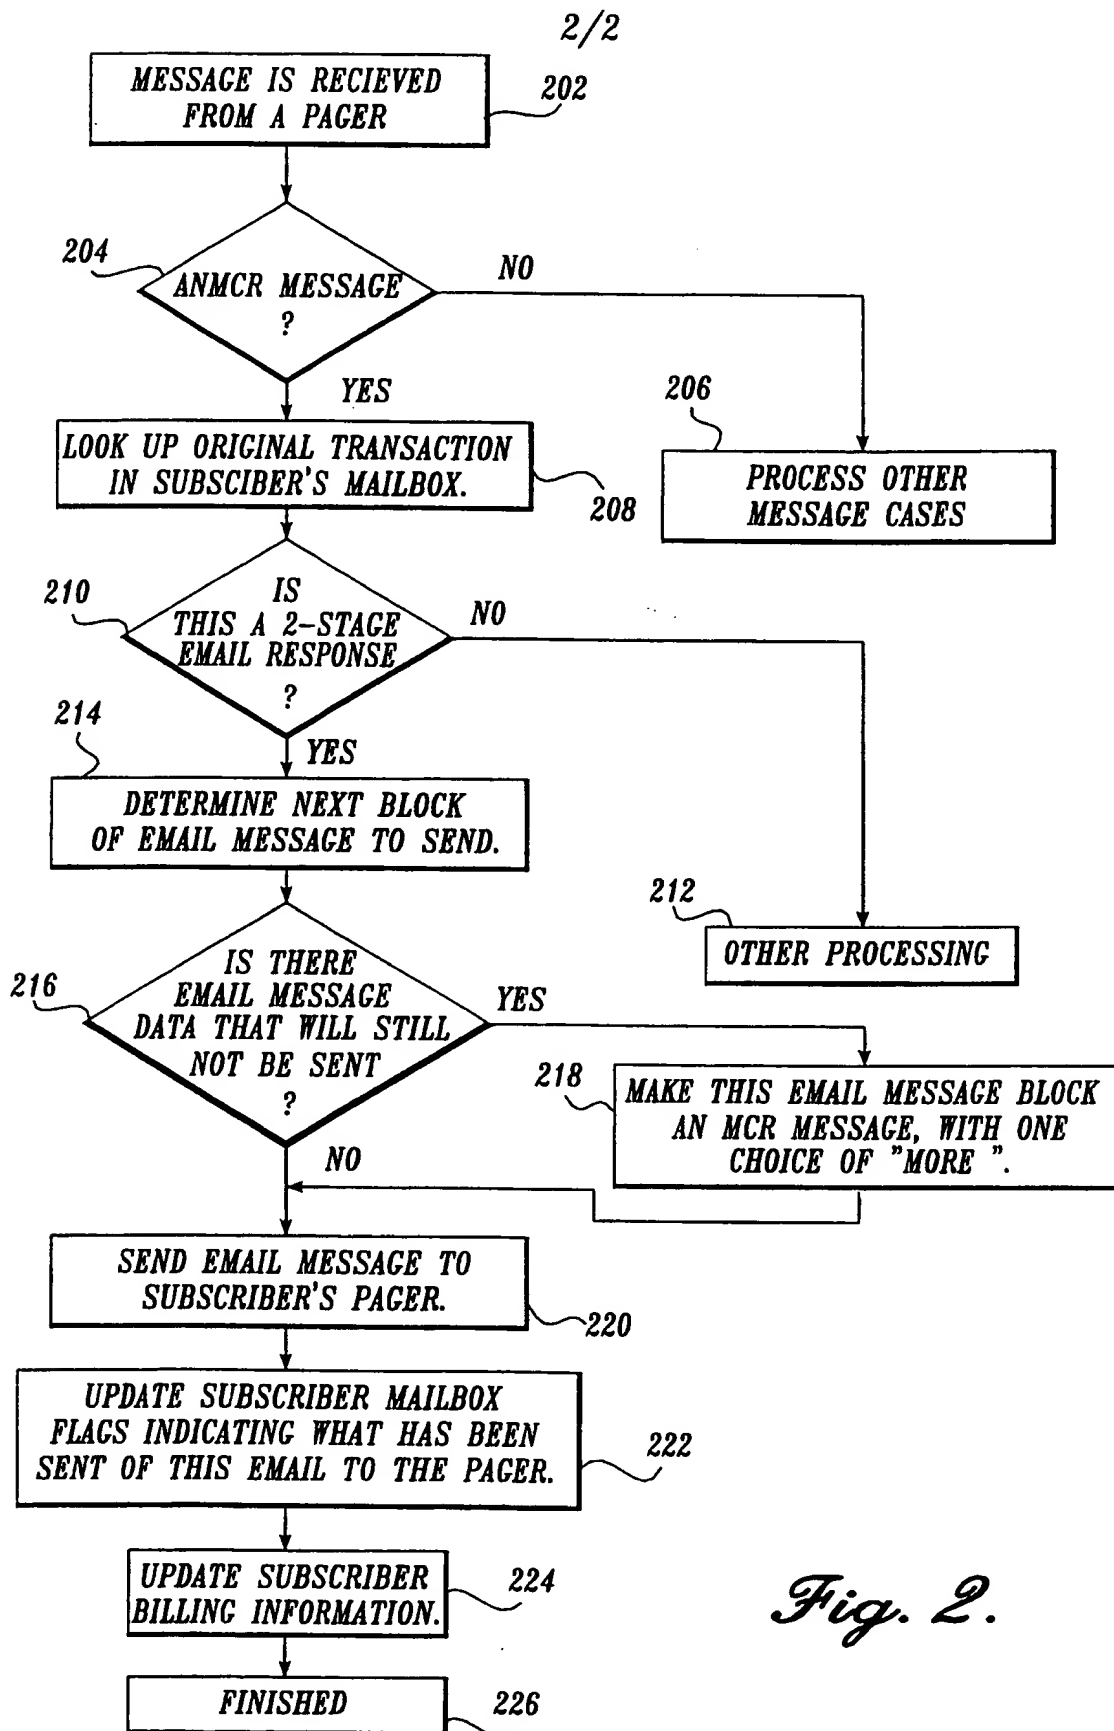 2/2
MESSAGE IS RECIEVED
FROM A PAGER
202
204
ANMCR MESSAGE
?
NO
YES
206
LOOK UP ORIGINAL TRANSACTION
IN SUBSCIBER'S MAILBOX.
208
PROCESS OTHER
MESSAGE CASES
210
IS
THIS A 2-STAGE
EMAIL RESPONSE
?
NO
214
YES
DETERMINE NEXT BLOCK
OF EMAIL MESSAGE TO SEND.
212
OTHER PROCESSING
216
IS THERE
EMAIL MESSAGE
DATA THAT WILL STILL
NOT BE SENT
?
YES
218
MAKE THIS EMAIL MESSAGE BLOCK
AN MCR MESSAGE, WITH ONE
CHOICE OF "MORE ".
NO
SEND EMAIL MESSAGE TO
SUBSCRIBER'S PAGER.
220
UPDATE SUBSCRIBER MAILBOX
FLAGS INDICATING WHAT HAS BEEN
SENT OF THIS EMAIL TO THE PAGER.
222
UPDATE SUBSCRIBER
BILLING INFORMATION.
224
Fig. 2.
FINISHED
226